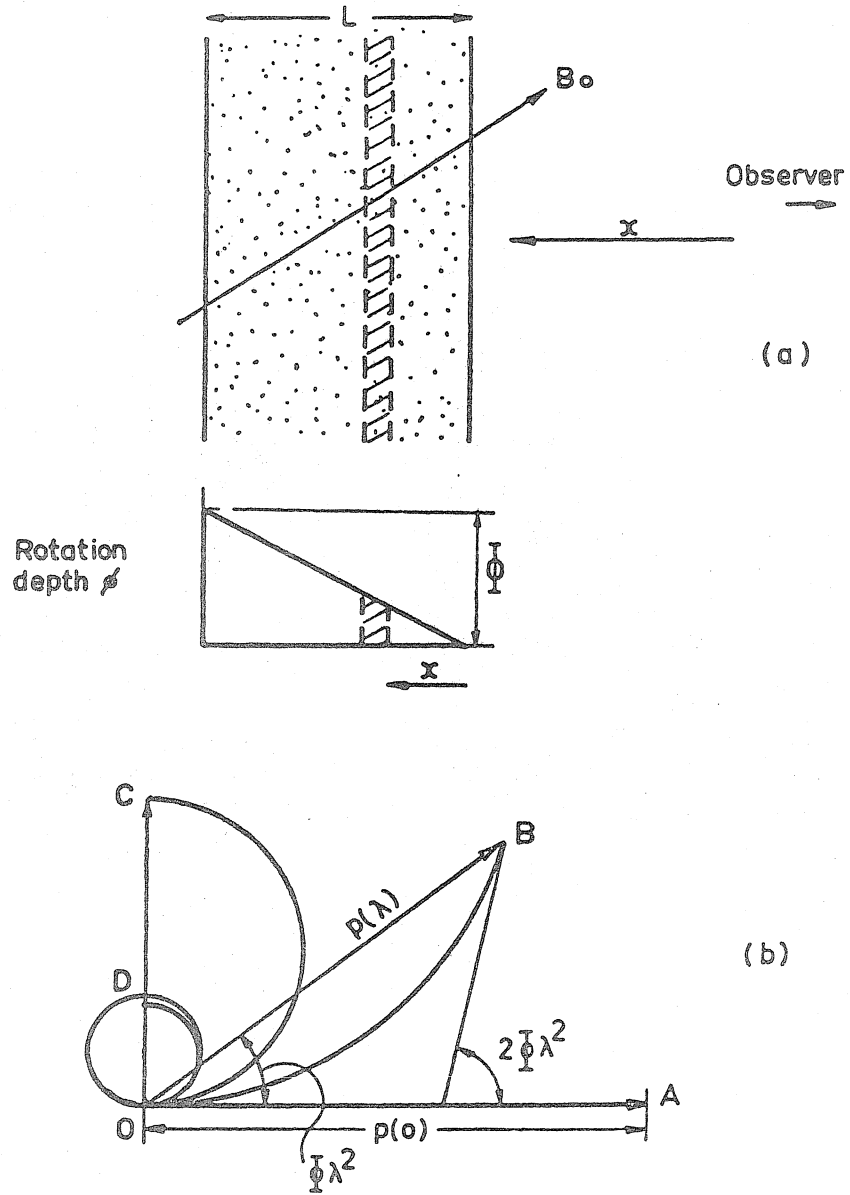 L
Bo
Observer
x
(a)
Rotation
depth ϕ
Φ
x
C
B
p(λ)
(b)
D
2Φλ²
A
O
p(o)
Φλ²